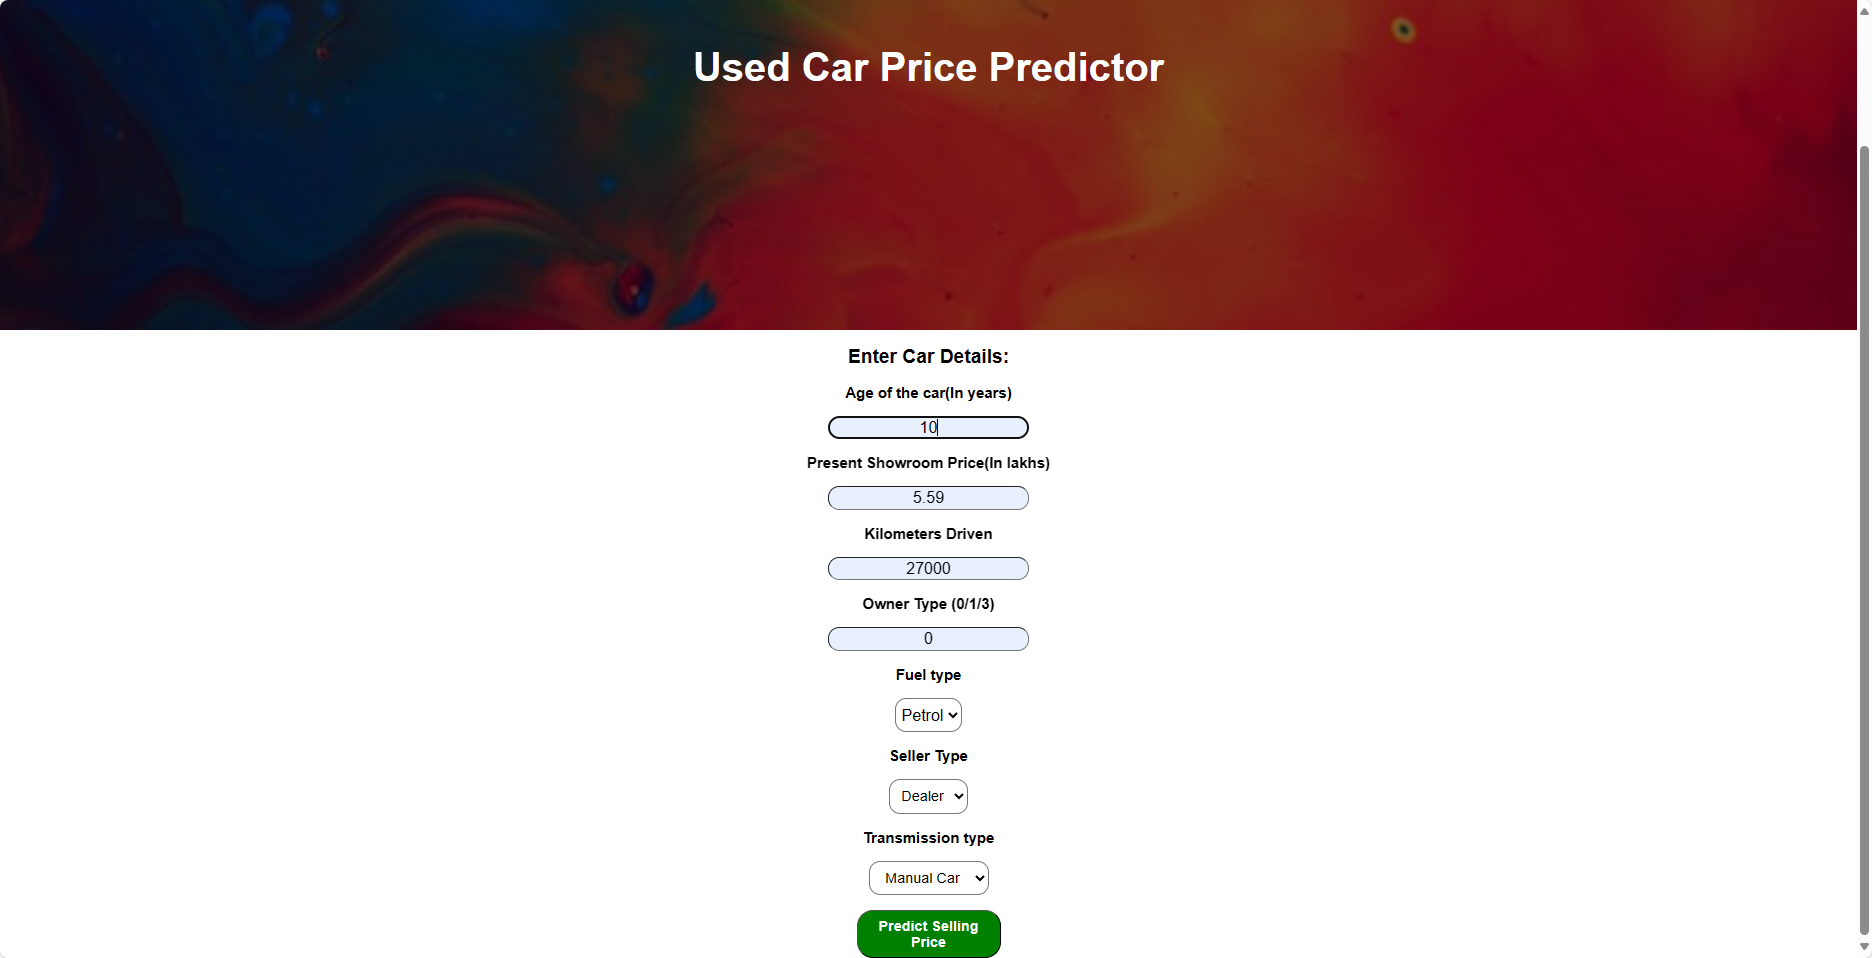 Used Car Price Predictor
Enter Car Details:
Age of the car(In years)
10
Present Showroom Price(In lakhs)
5.59
Kilometers Driven
27000
Owner Type (0/1/3)
0
Fuel type
Petrol
Seller Type
Dealer
Transmission type
Manual Car
Predict Selling
Price